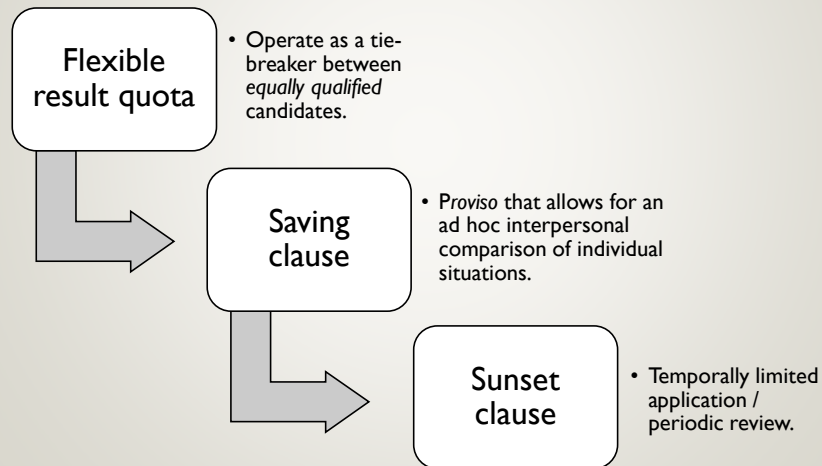 Flexible
result quota
• Operate as a tie-
breaker between
equally qualified
candidates.
Saving
clause
• Proviso that allows for an
ad hoc interpersonal
comparison of individual
situations.
Sunset
clause
• Temporally limited
application /
periodic review.